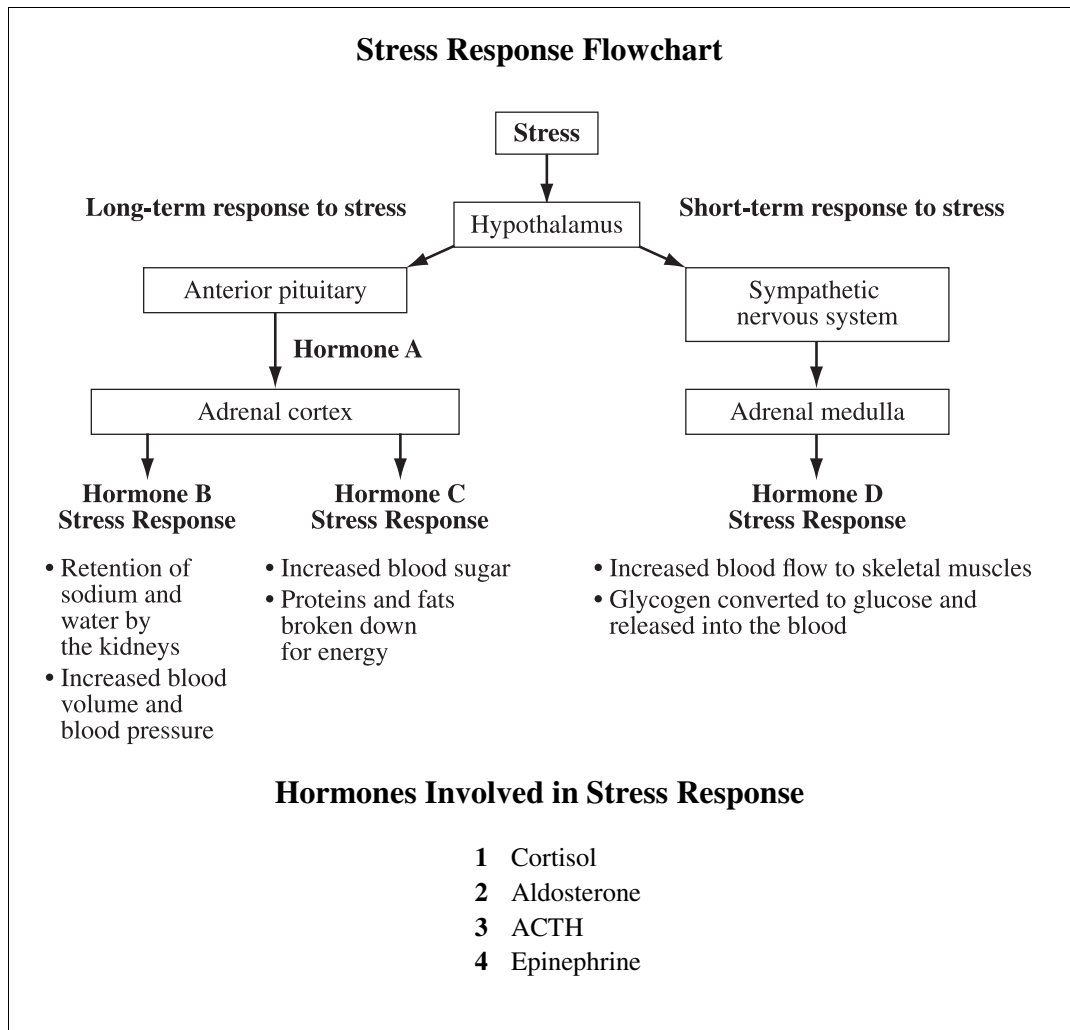 Stress Response Flowchart
Stress
Long-term response to stress
Short-term response to stress
Hypothalamus
Anterior pituitary
Sympathetic
nervous system
Hormone A
Adrenal cortex
Adrenal medulla
Hormone B
Stress Response
• Retention of
sodium and
water by
the kidneys
• Increased blood
volume and
blood pressure
Hormone C
Stress Response
• Increased blood sugar
• Proteins and fats
broken down
for energy
Hormone D
Stress Response
• Increased blood flow to skeletal muscles
• Glycogen converted to glucose and
released into the blood
Hormones Involved in Stress Response
1 Cortisol
2 Aldosterone
3 ACTH
4 Epinephrine